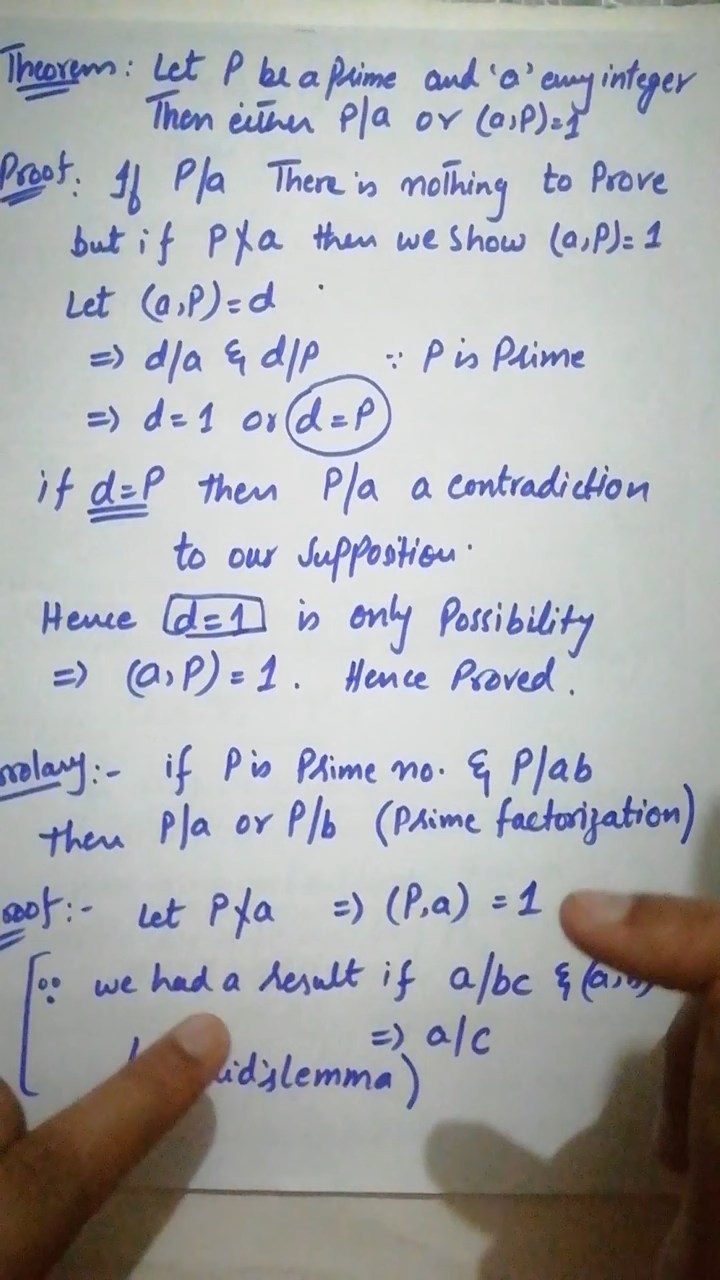 Theorem: Let P be a Prime and 'a' any integer
Then either P/a or (a,P)=1
Proof: If P/a There is nothing to Prove
but if P∤a then we show (a,P)=1
Let (a,P)=d
=> d/a & d/P ∵ P is Prime
=> d=1 or d=P
if d=P then P/a a contradiction
to our Supposition.
Hence d=1 is only Possibility
=> (a,P)=1. Hence Proved.
rolary:- if P is Prime no. & P/ab
then P/a or P/b (Prime factorization)
oof:- Let P∤a => (P,a) = 1
[∵ we had a result if a/bc & (a,
=> a/c
idislemma)